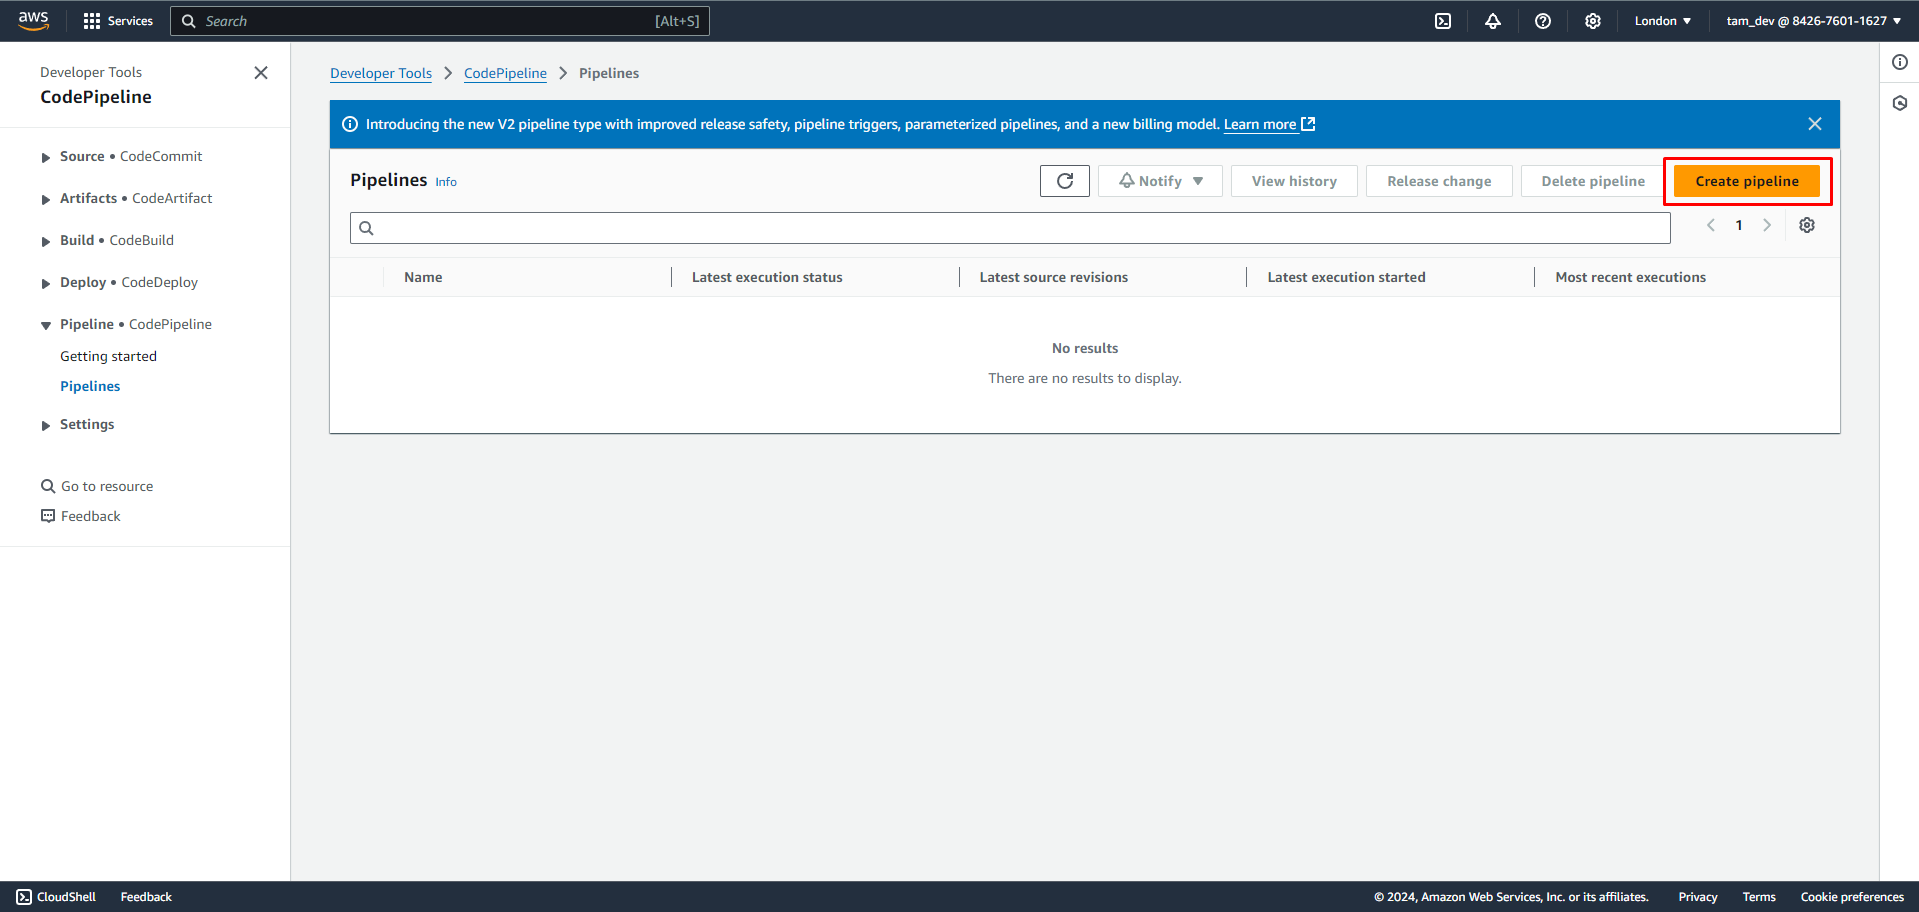 aws Services Search [Alt+S] London tam_dev @ 8426-7601-1627
Developer Tools
CodePipeline
Source • CodeCommit
Artifacts • CodeArtifact
Build • CodeBuild
Deploy • CodeDeploy
Pipeline • CodePipeline
Getting started
Pipelines
Settings
Go to resource
Feedback
Developer Tools CodePipeline Pipelines
Introducing the new V2 pipeline type with improved release safety, pipeline triggers, parameterized pipelines, and a new billing model. Learn more
Pipelines Info Notify View history Release change Delete pipeline Create pipeline
1
Name Latest execution status Latest source revisions Latest execution started Most recent executions
No results
There are no results to display.
CloudShell Feedback © 2024, Amazon Web Services, Inc. or its affiliates. Privacy Terms Cookie preferences